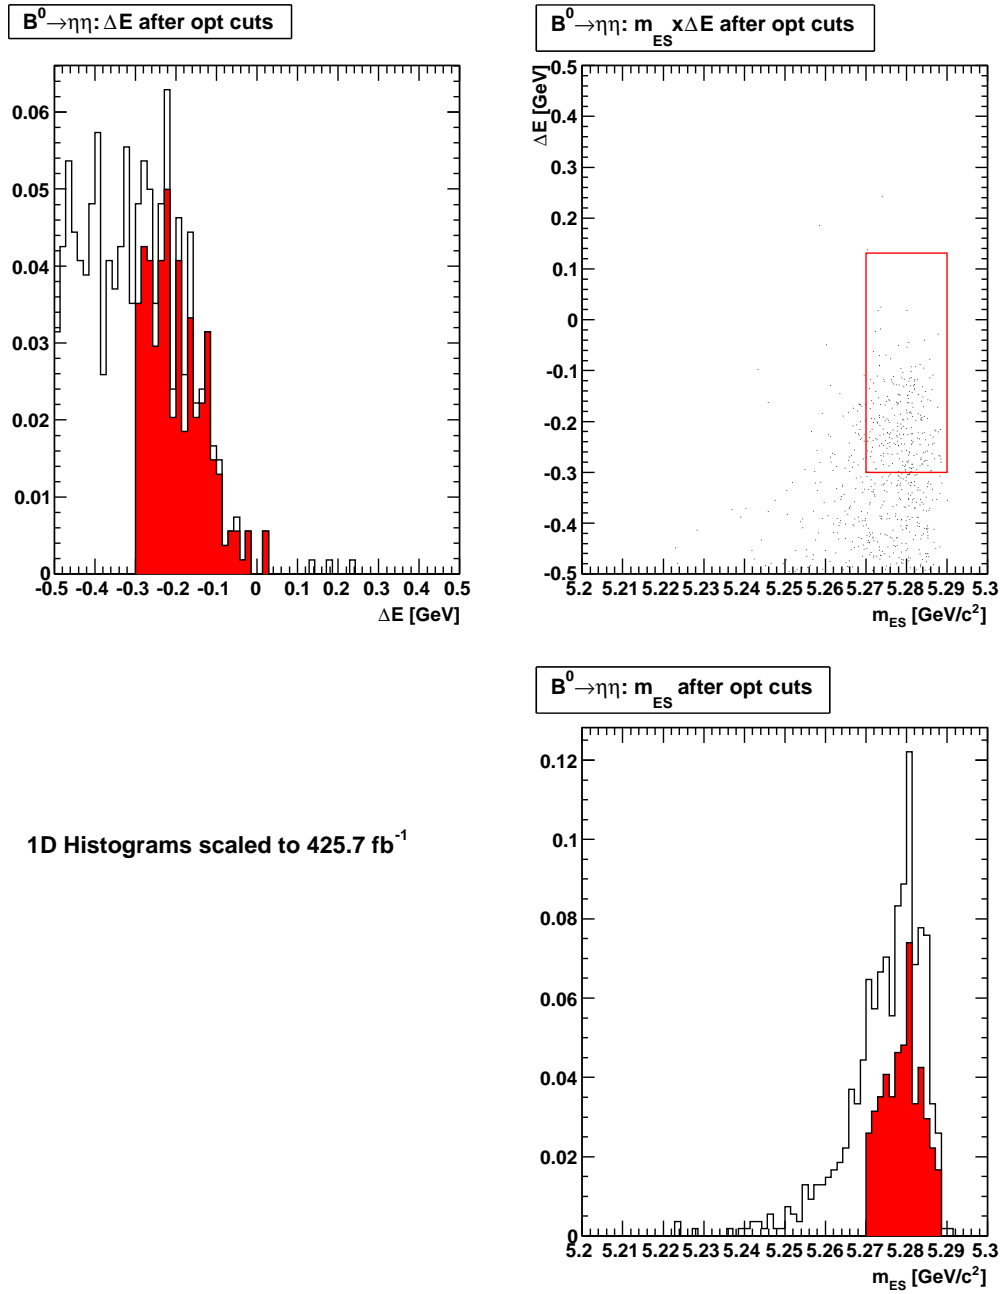 B⁰→ηη: ΔE after opt cuts
0.06
0.05
0.04
0.03
0.02
0.01
0
-0.5 -0.4 -0.3 -0.2 -0.1 0 0.1 0.2 0.3 0.4 0.5
ΔE [GeV]
B⁰→ηη: m_ES xΔE after opt cuts
ΔE [GeV]
0.5
0.4
0.3
0.2
0.1
0
-0.1
-0.2
-0.3
-0.4
-0.5
5.2 5.21 5.22 5.23 5.24 5.25 5.26 5.27 5.28 5.29 5.3
m_ES [GeV/c²]
1D Histograms scaled to 425.7 fb⁻¹
B⁰→ηη: m_ES after opt cuts
0.12
0.1
0.08
0.06
0.04
0.02
0
5.2 5.21 5.22 5.23 5.24 5.25 5.26 5.27 5.28 5.29 5.3
m_ES [GeV/c²]